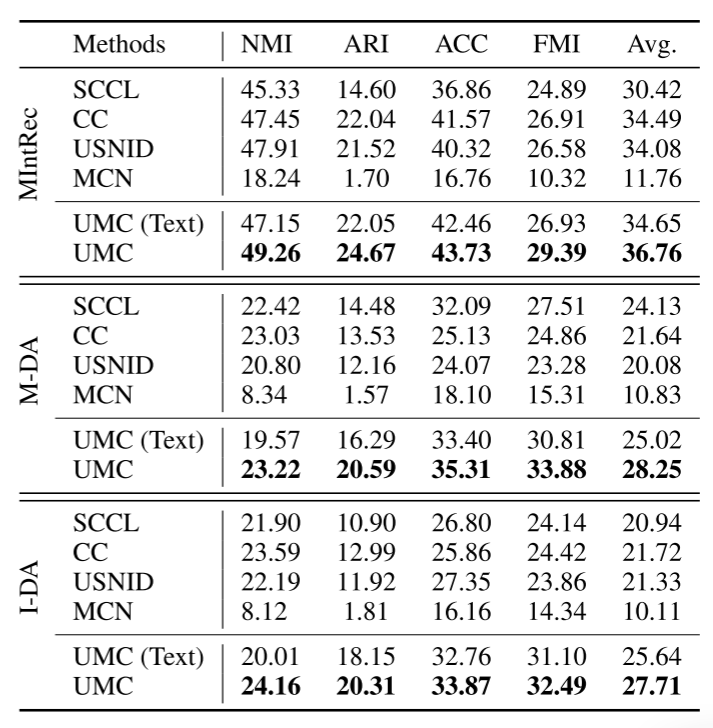 Methods NMI ARI ACC FMI Avg.
MIntRec
SCCL 45.33 14.60 36.86 24.89 30.42
CC 47.45 22.04 41.57 26.91 34.49
USNID 47.91 21.52 40.32 26.58 34.08
MCN 18.24 1.70 16.76 10.32 11.76
UMC (Text) 47.15 22.05 42.46 26.93 34.65
UMC 49.26 24.67 43.73 29.39 36.76
M-DA
SCCL 22.42 14.48 32.09 27.51 24.13
CC 23.03 13.53 25.13 24.86 21.64
USNID 20.80 12.16 24.07 23.28 20.08
MCN 8.34 1.57 18.10 15.31 10.83
UMC (Text) 19.57 16.29 33.40 30.81 25.02
UMC 23.22 20.59 35.31 33.88 28.25
I-DA
SCCL 21.90 10.90 26.80 24.14 20.94
CC 23.59 12.99 25.86 24.42 21.72
USNID 22.19 11.92 27.35 23.86 21.33
MCN 8.12 1.81 16.16 14.34 10.11
UMC (Text) 20.01 18.15 32.76 31.10 25.64
UMC 24.16 20.31 33.87 32.49 27.71